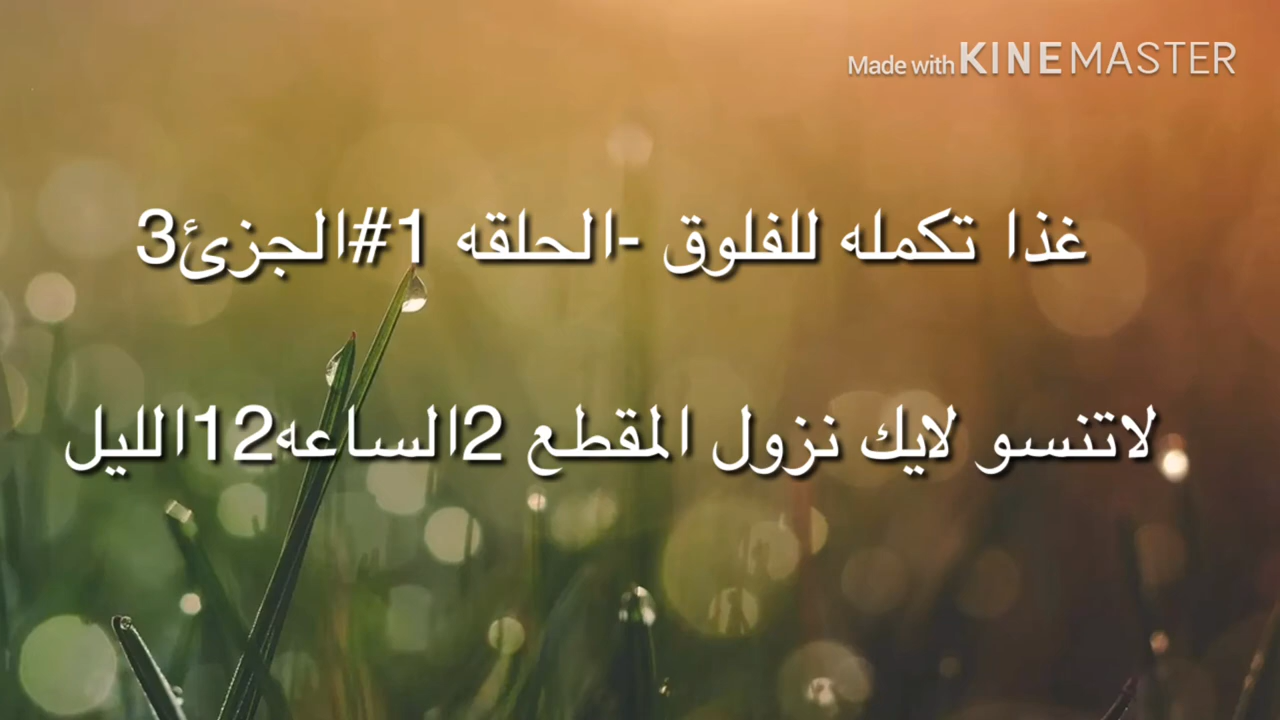 Made with KINEMASTER
غذا تكمله للفلوق -الحلقه 1#الجزئ3
لاتنسو لايك نزول المقطع 2الساعه12الليل